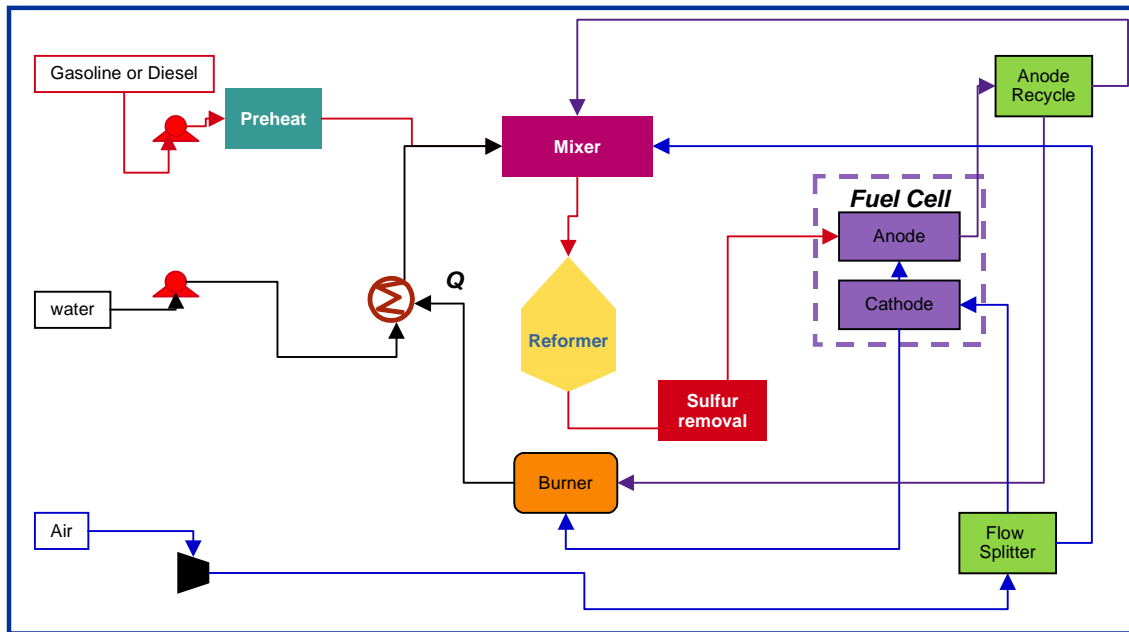 Gasoline or Diesel
Preheat
Mixer
Anode
Recycle
Fuel Cell
Anode
Cathode
Q
water
Reformer
Sulfur
removal
Burner
Air
Flow
Splitter